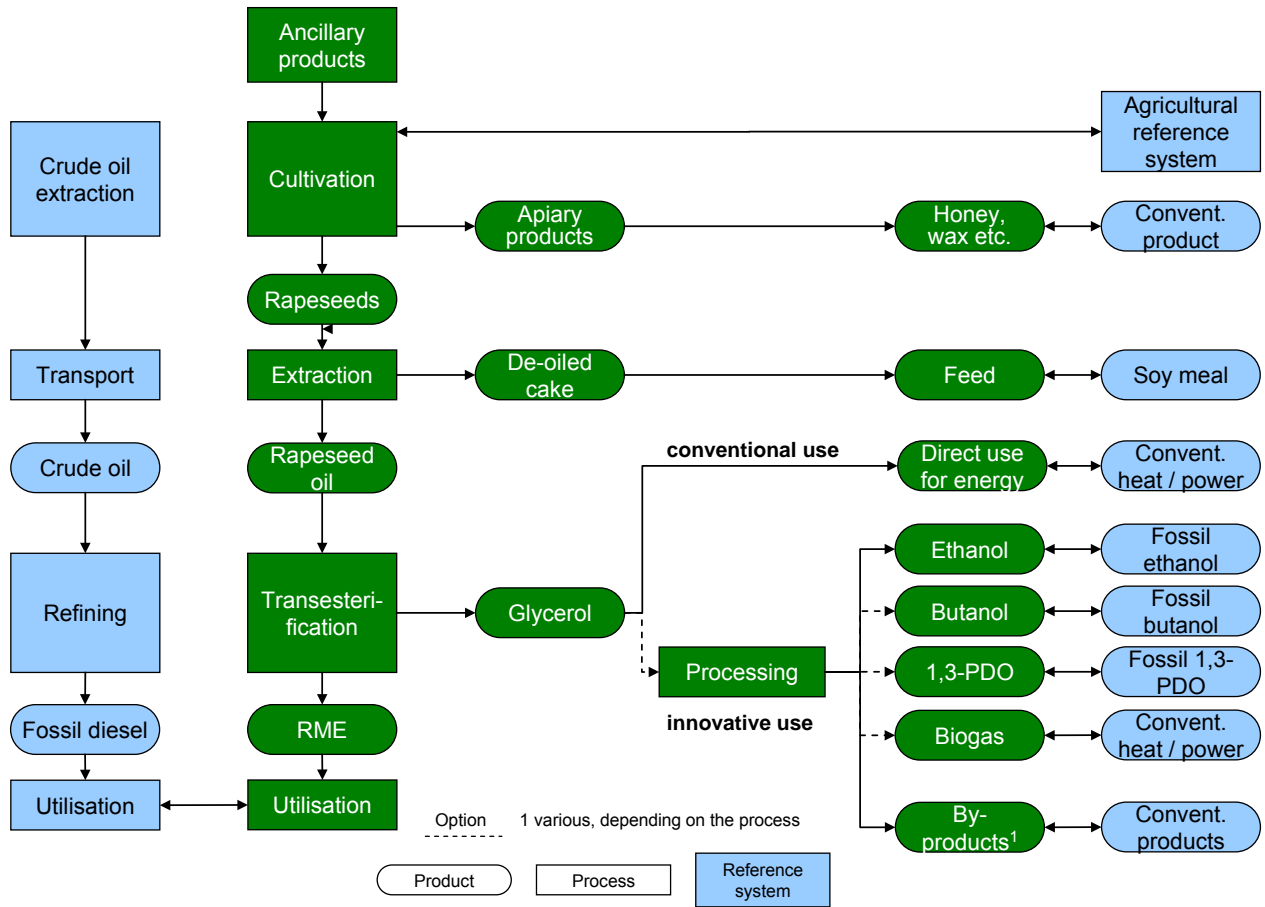 Ancillary
products
Crude oil
extraction
Cultivation
Agricultural
reference
system
Apiary
products
Honey,
wax etc.
Convent.
product
Rapeseeds
Transport
Extraction
De-oiled
cake
Feed
Soy meal
Crude oil
Rapeseed
oil
conventional use
Direct use
for energy
Convent.
heat / power
Refining
Transesteri-
fication
Glycerol
Processing
innovative use
Ethanol
Fossil
ethanol
Butanol
Fossil
butanol
1,3-PDO
Fossil 1,3-
PDO
Biogas
Convent.
heat / power
Fossil diesel
RME
Utilisation
Utilisation
By-
products1
Convent.
products
Option
1 various, depending on the process
Product
Process
Reference
system